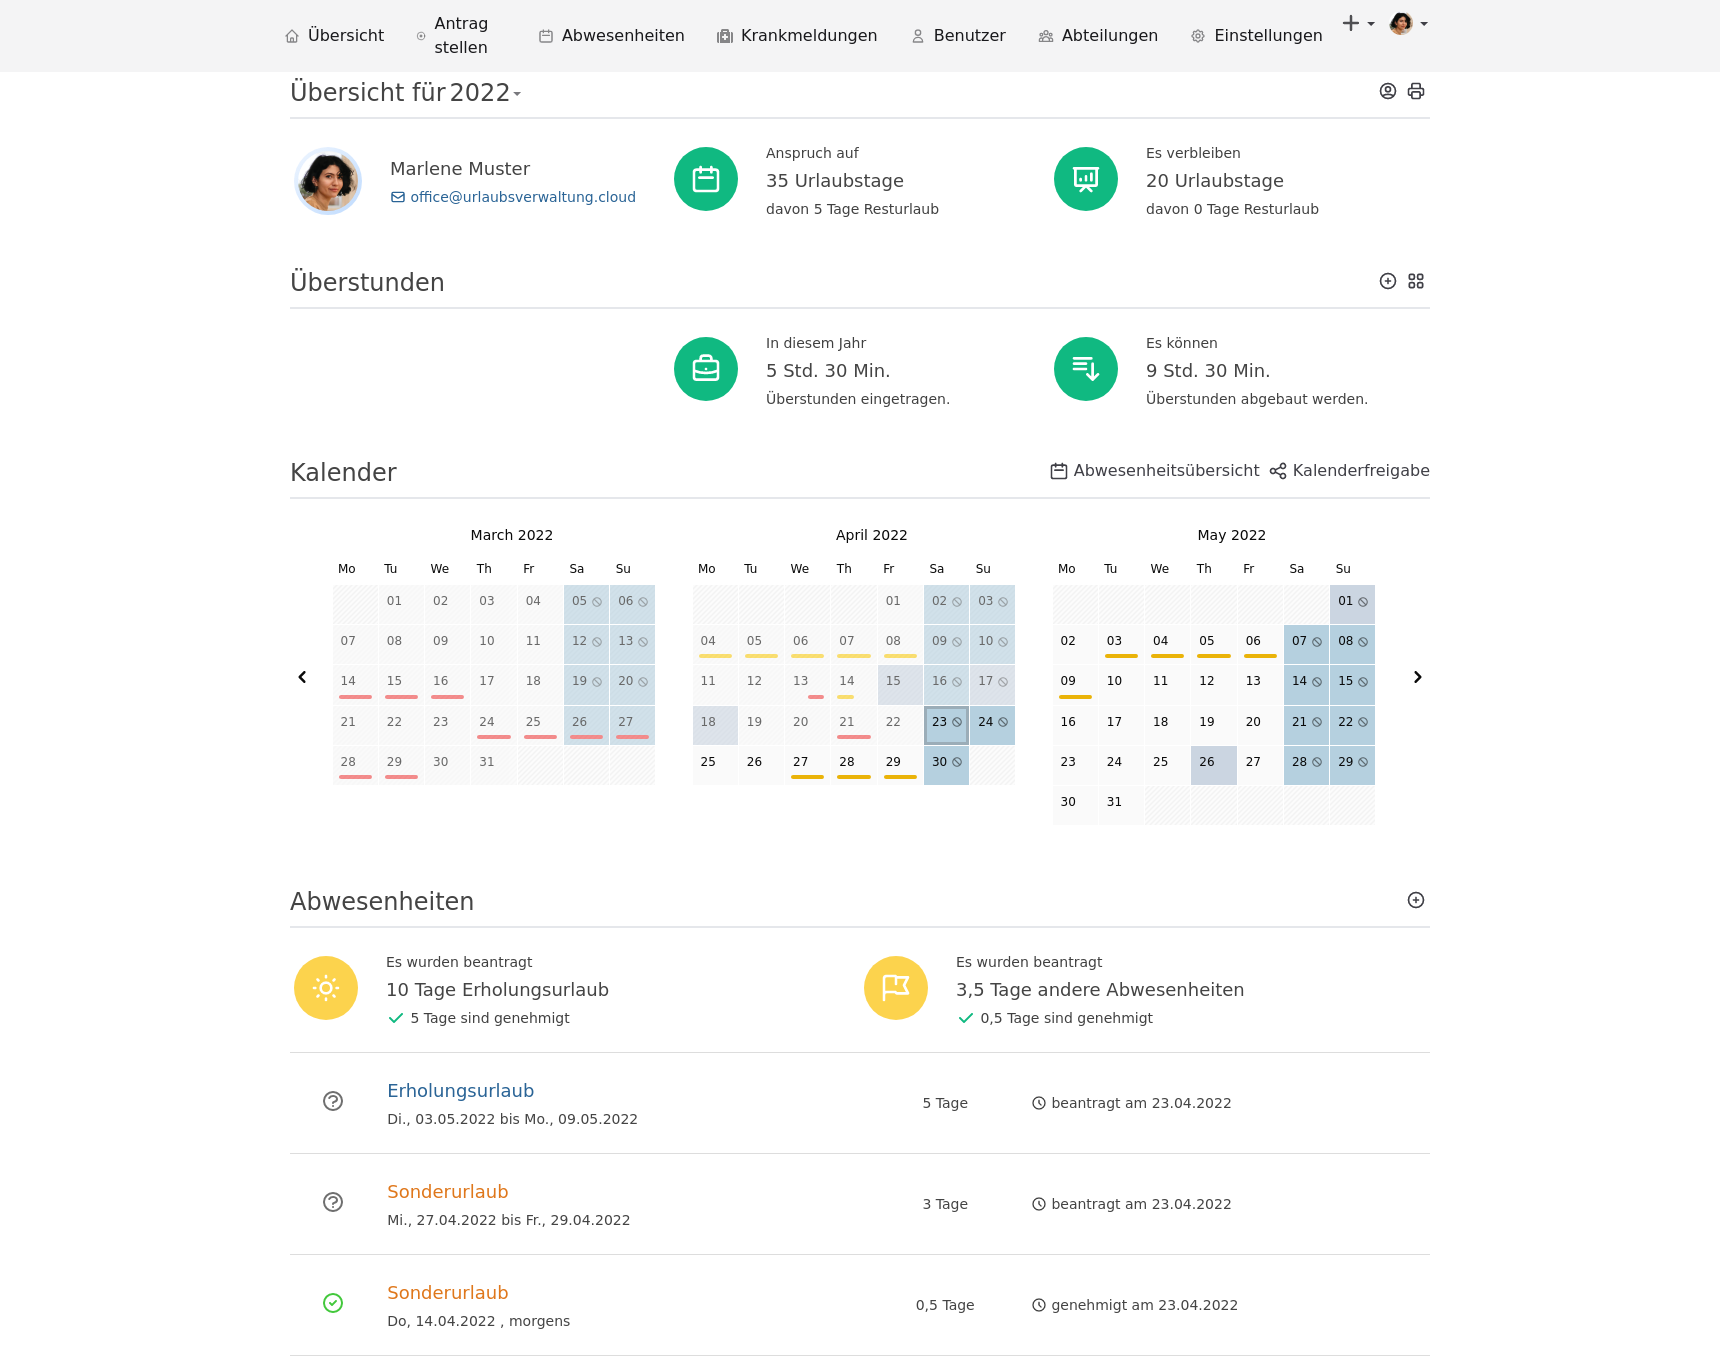 Übersicht
Antrag stellen
Abwesenheiten
Krankmeldungen
Benutzer
Abteilungen
Einstellungen
Übersicht für 2022
Marlene Muster
office@urlaubsverwaltung.cloud
Anspruch auf
35 Urlaubstage
davon 5 Tage Resturlaub
Es verbleiben
20 Urlaubstage
davon 0 Tage Resturlaub
Überstunden
In diesem Jahr
5 Std. 30 Min.
Überstunden eingetragen.
Es können
9 Std. 30 Min.
Überstunden abgebaut werden.
Kalender
Abwesenheitsübersicht
Kalenderfreigabe
March 2022
Mo Tu We Th Fr Sa Su
01 02 03 04 05 06
07 08 09 10 11 12 13
14 15 16 17 18 19 20
21 22 23 24 25 26 27
28 29 30 31
April 2022
Mo Tu We Th Fr Sa Su
01 02 03
04 05 06 07 08 09 10
11 12 13 14 15 16 17
18 19 20 21 22 23 24
25 26 27 28 29 30
May 2022
Mo Tu We Th Fr Sa Su
01
02 03 04 05 06 07 08
09 10 11 12 13 14 15
16 17 18 19 20 21 22
23 24 25 26 27 28 29
30 31
Abwesenheiten
Es wurden beantragt
10 Tage Erholungsurlaub
5 Tage sind genehmigt
Es wurden beantragt
3,5 Tage andere Abwesenheiten
0,5 Tage sind genehmigt
Erholungsurlaub
Di., 03.05.2022 bis Mo., 09.05.2022
5 Tage
beantragt am 23.04.2022
Sonderurlaub
Mi., 27.04.2022 bis Fr., 29.04.2022
3 Tage
beantragt am 23.04.2022
Sonderurlaub
Do, 14.04.2022 , morgens
0,5 Tage
genehmigt am 23.04.2022